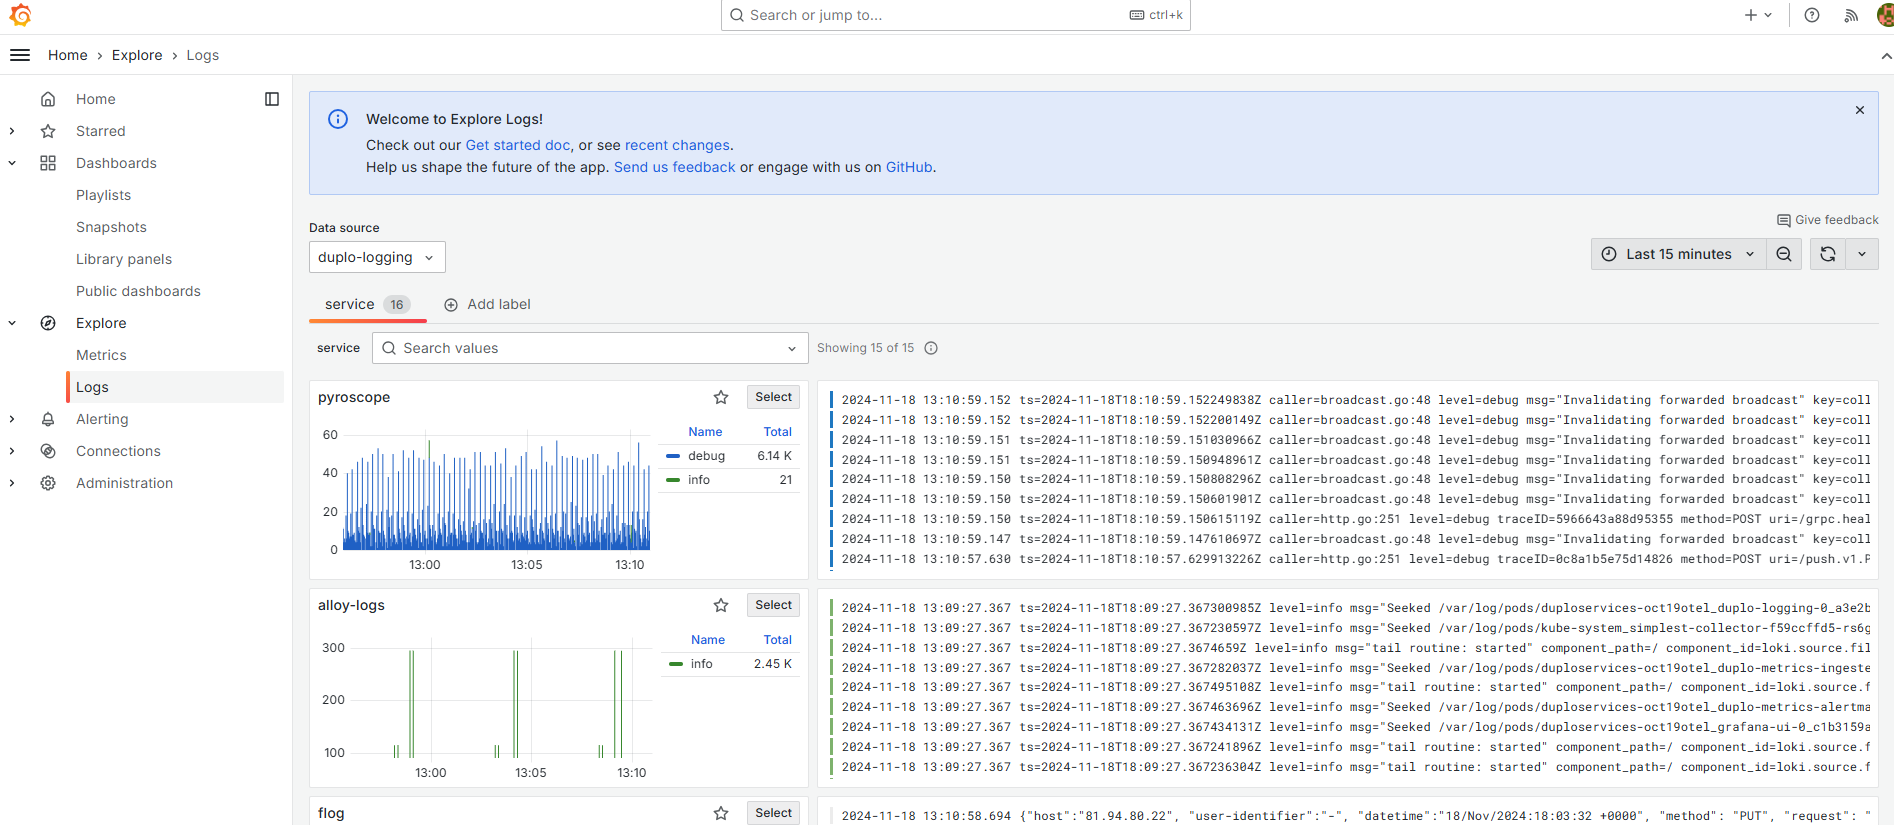 Search or jump to...
ctrl+k
Home › Explore › Logs
Home
Starred
Dashboards
Playlists
Snapshots
Library panels
Public dashboards
Explore
Metrics
Logs
Alerting
Connections
Administration
Welcome to Explore Logs!
Check out our Get started doc, or see recent changes.
Help us shape the future of the app. Send us feedback or engage with us on GitHub.
Give feedback
Data source
duplo-logging
Last 15 minutes
service 16
Add label
service
Search values
Showing 15 of 15
pyroscope
Select
Name Total
debug 6.14 K
info 21
60
40
20
0
13:00 13:05 13:10
2024-11-18 13:10:59.152 ts=2024-11-18T18:10:59.152249838Z caller=broadcast.go:48 level=debug msg="Invalidating forwarded broadcast" key=coll
2024-11-18 13:10:59.152 ts=2024-11-18T18:10:59.152200149Z caller=broadcast.go:48 level=debug msg="Invalidating forwarded broadcast" key=coll
2024-11-18 13:10:59.151 ts=2024-11-18T18:10:59.151030966Z caller=broadcast.go:48 level=debug msg="Invalidating forwarded broadcast" key=coll
2024-11-18 13:10:59.151 ts=2024-11-18T18:10:59.150948961Z caller=broadcast.go:48 level=debug msg="Invalidating forwarded broadcast" key=coll
2024-11-18 13:10:59.150 ts=2024-11-18T18:10:59.150808296Z caller=broadcast.go:48 level=debug msg="Invalidating forwarded broadcast" key=coll
2024-11-18 13:10:59.150 ts=2024-11-18T18:10:59.150601901Z caller=broadcast.go:48 level=debug msg="Invalidating forwarded broadcast" key=coll
2024-11-18 13:10:59.150 ts=2024-11-18T18:10:59.150615119Z caller=http.go:251 level=debug traceID=5966643a88d95355 method=POST uri=/grpc.heal
2024-11-18 13:10:59.147 ts=2024-11-18T18:10:59.147610697Z caller=broadcast.go:48 level=debug msg="Invalidating forwarded broadcast" key=coll
2024-11-18 13:10:57.630 ts=2024-11-18T18:10:57.629913226Z caller=http.go:251 level=debug traceID=0c8a1b5e75d14826 method=POST uri=/push.v1.P
alloy-logs
Select
Name Total
info 2.45 K
300
200
100
13:00 13:05 13:10
2024-11-18 13:09:27.367 ts=2024-11-18T18:09:27.367300985Z level=info msg="Seeked /var/log/pods/duploservices-oct19otel_duplo-logging-0_a3e2b
2024-11-18 13:09:27.367 ts=2024-11-18T18:09:27.367230597Z level=info msg="Seeked /var/log/pods/kube-system_simplest-collector-f59ccffd5-rs6g
2024-11-18 13:09:27.367 ts=2024-11-18T18:09:27.3674659Z level=info msg="tail routine: started" component_path=/ component_id=loki.source.fil
2024-11-18 13:09:27.367 ts=2024-11-18T18:09:27.367282037Z level=info msg="Seeked /var/log/pods/duploservices-oct19otel_duplo-metrics-ingeste
2024-11-18 13:09:27.367 ts=2024-11-18T18:09:27.367495108Z level=info msg="tail routine: started" component_path=/ component_id=loki.source.f
2024-11-18 13:09:27.367 ts=2024-11-18T18:09:27.367463696Z level=info msg="Seeked /var/log/pods/duploservices-oct19otel_duplo-metrics-alertma
2024-11-18 13:09:27.367 ts=2024-11-18T18:09:27.367434131Z level=info msg="Seeked /var/log/pods/duploservices-oct19otel_grafana-ui-0_c1b3159a
2024-11-18 13:09:27.367 ts=2024-11-18T18:09:27.367241896Z level=info msg="tail routine: started" component_path=/ component_id=loki.source.f
2024-11-18 13:09:27.367 ts=2024-11-18T18:09:27.367236304Z level=info msg="tail routine: started" component_path=/ component_id=loki.source.f
flog
Select
2024-11-18 13:10:58.694 {"host":"81.94.80.22", "user-identifier":"-", "datetime":"18/Nov/2024:18:03:32 +0000", "method": "PUT", "request": "